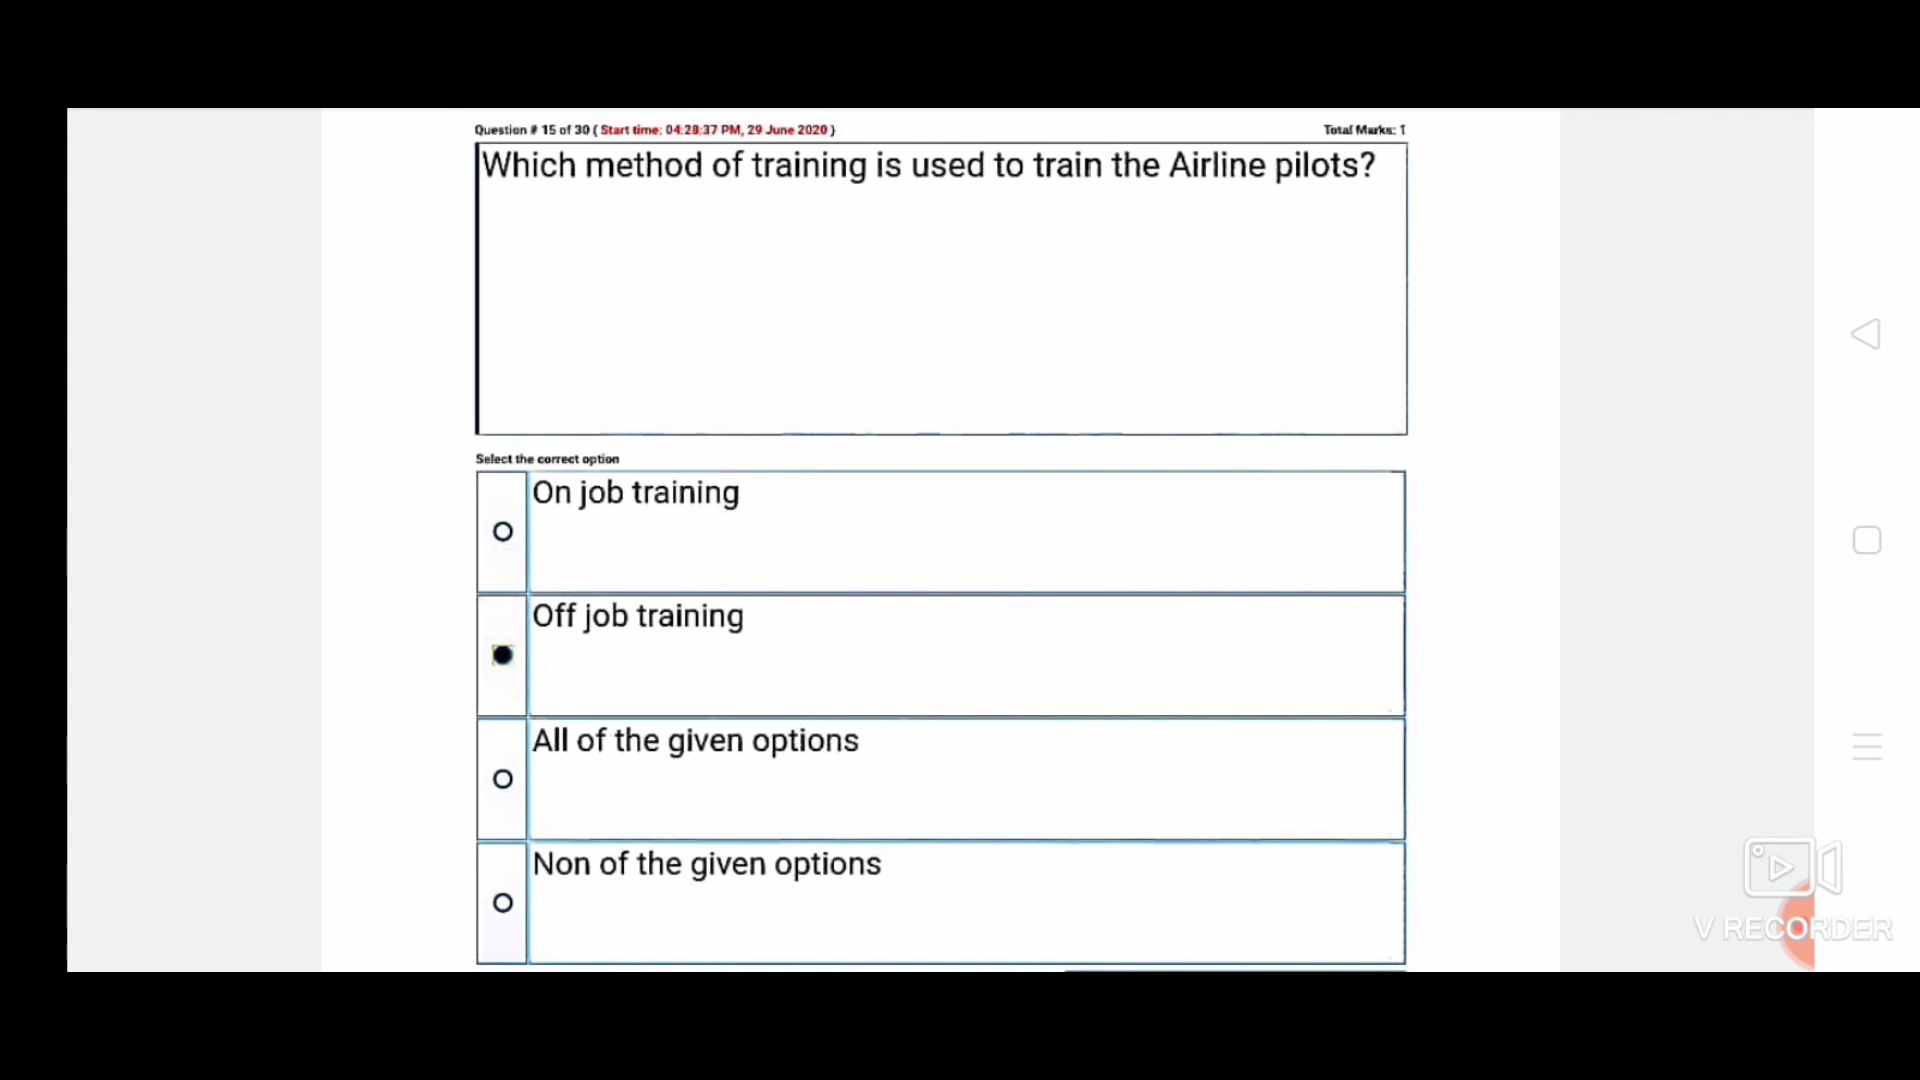 Question # 15 of 30 ( Start time: 04:28:37 PM, 29 June 2020 )
Total Marks: 1
Which method of training is used to train the Airline pilots?
Select the correct option
On job training
Off job training
All of the given options
Non of the given options
V RECORDER